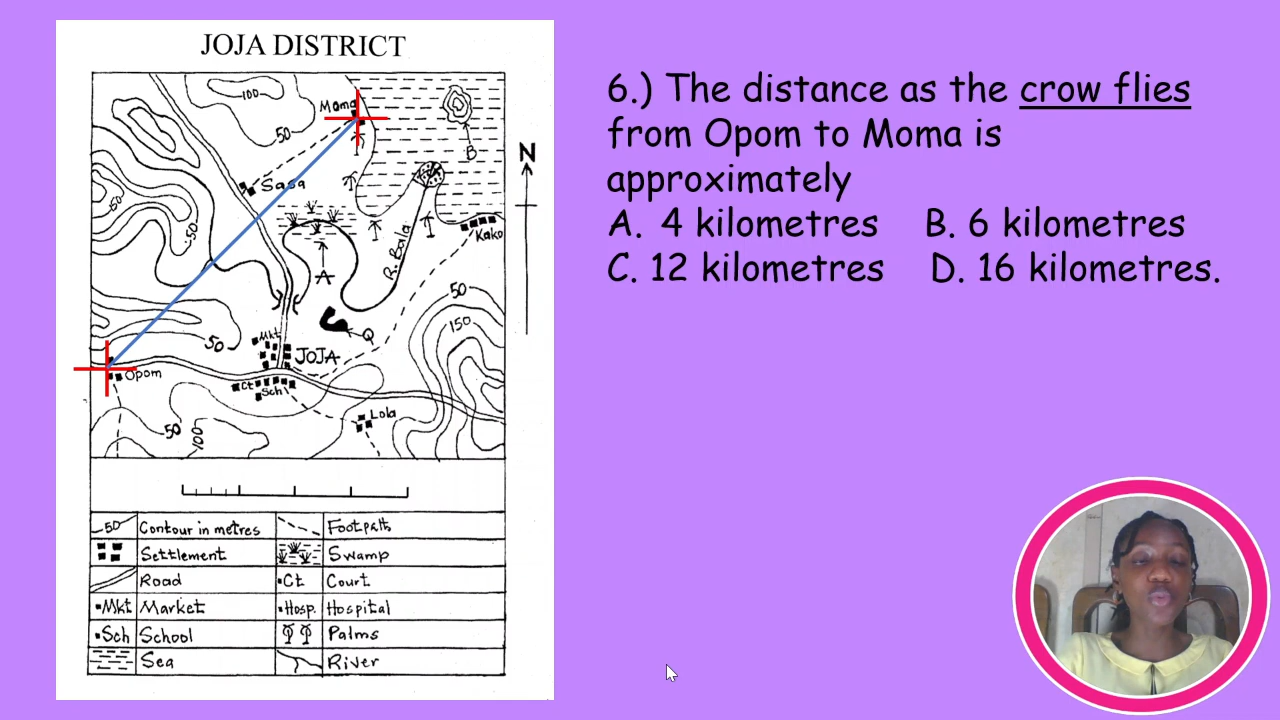 JOJA DISTRICT
100
Moma
50
B
N
Sasa
50
50
A
R. Bala
Kako
50
150
50
Mkt
JOJA
Q
Opom
Ct
Sch
Lola
50
100
50 Contour in metres Footpath
Settlement Swamp
Road Ct Court
Mkt Market Hosp. Hospital
Sch School Palms
Sea River
6.) The distance as the crow flies
from Opom to Moma is
approximately
A. 4 kilometres B. 6 kilometres
C. 12 kilometres D. 16 kilometres.